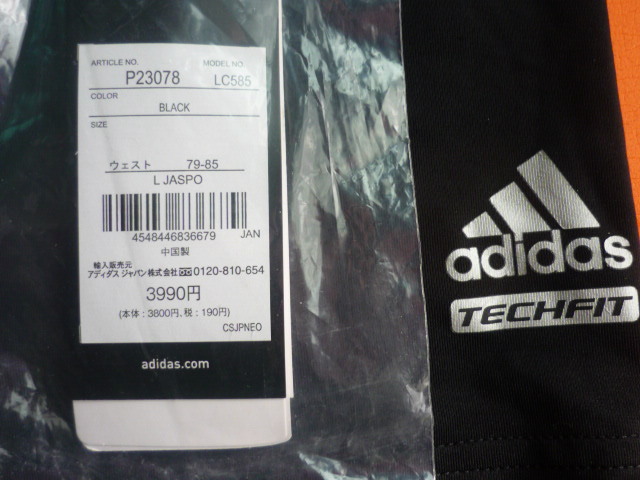 ARTICLE NO. MODEL NO.
P23078 LC585
COLOR
BLACK
SIZE
ウェスト 79-85
L JASPO
4548446836679 JAN
中国製
輸入販売元
アディダス ジャパン株式会社 0120-810-654
3990円
(本体:3800円、税:190円)
CSJPNEO
adidas.com
adidas
TECHFIT